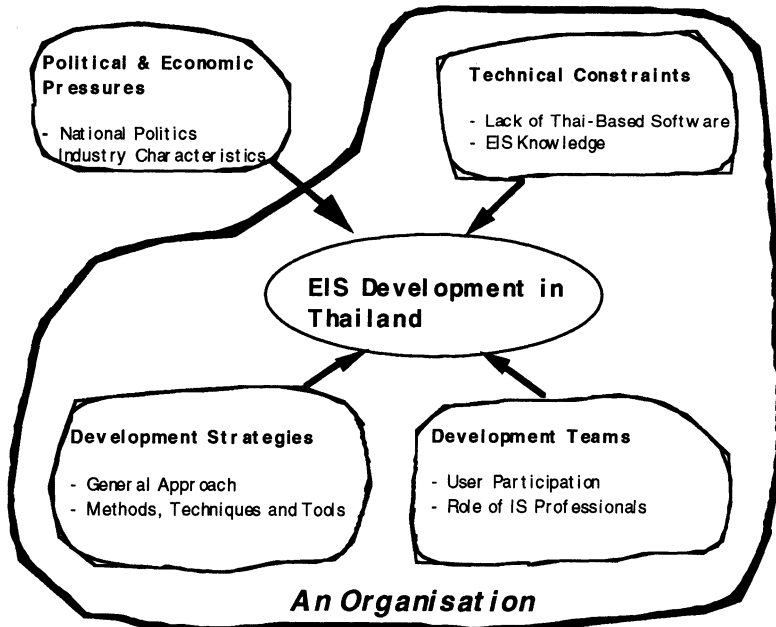 Political & Economic
Pressures
- National Politics
Industry Characteristics
Technical Constraints
- Lack of Thai-Based Software
- EIS Knowledge
EIS Development in
Thailand
Development Strategies
- General Approach
- Methods, Techniques and Tools
Development Teams
- User Participation
- Role of IS Professionals
An Organisation